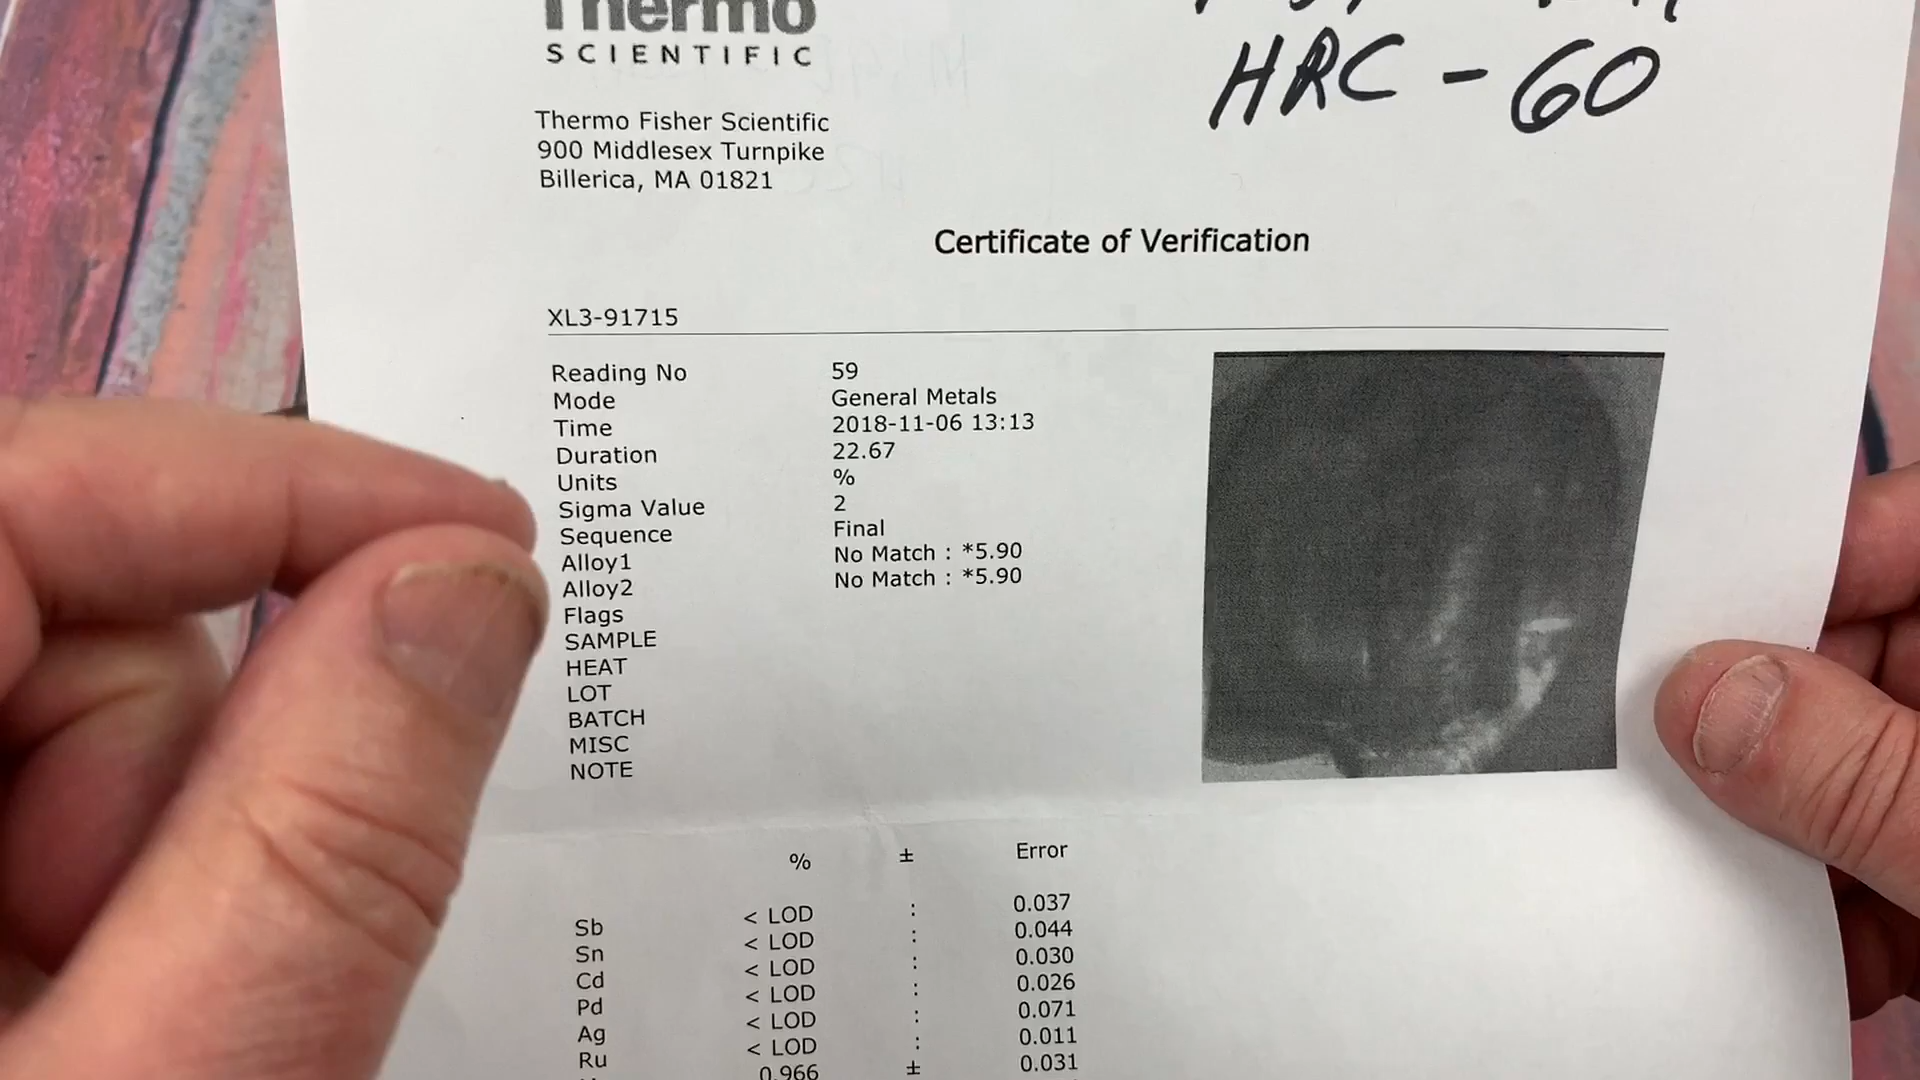 Thermo
SCIENTIFIC
HRC - 60
Thermo Fisher Scientific
900 Middlesex Turnpike
Billerica, MA 01821
Certificate of Verification
XL3-91715
Reading No 59
Mode General Metals
Time 2018-11-06 13:13
Duration 22.67
Units %
Sigma Value 2
Sequence Final
Alloy1 No Match : *5.90
Alloy2 No Match : *5.90
Flags
SAMPLE
HEAT
LOT
BATCH
MISC
NOTE
% ± Error
Sb < LOD : 0.037
Sn < LOD : 0.044
Cd < LOD : 0.030
Pd < LOD : 0.026
Ag < LOD : 0.071
Ru < LOD : 0.011
0.966 ± 0.031